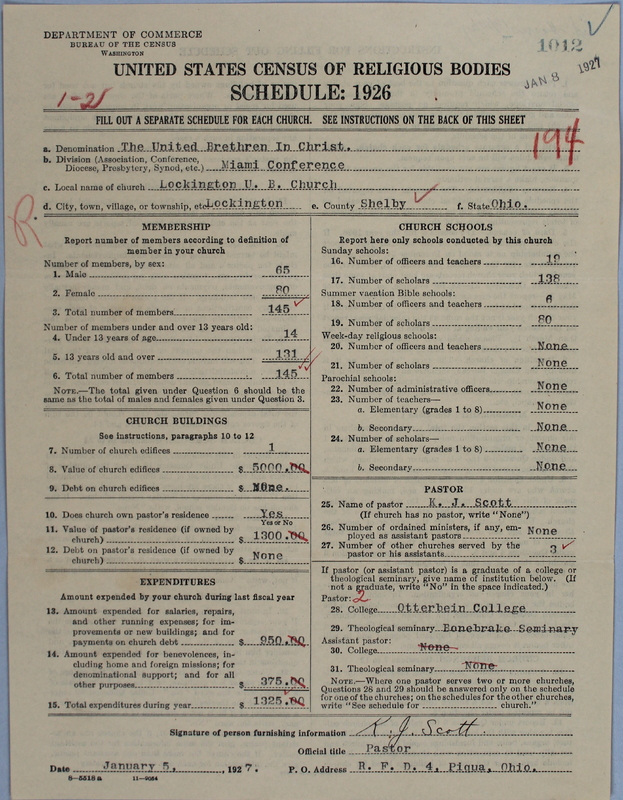 DEPARTMENT OF COMMERCE
BUREAU OF THE CENSUS
WASHINGTON
1012
JAN 8 1927
UNITED STATES CENSUS OF RELIGIOUS BODIES
SCHEDULE: 1926
1-21
FILL OUT A SEPARATE SCHEDULE FOR EACH CHURCH. SEE INSTRUCTIONS ON THE BACK OF THIS SHEET
194
a. Denomination The United Brethren In Christ.
b. Division (Association, Conference,
Diocese, Presbytery, Synod, etc.) Miami Conference
c. Local name of church Lockington U. B. Church
d. City, town, village, or township, etc. Lockington e. County Shelby f. State Ohio.
R.
MEMBERSHIP
Report number of members according to definition of
member in your church
Number of members, by sex:
1. Male 65
2. Female 80
3. Total number of members 145
Number of members under and over 13 years old:
4. Under 13 years of age 14
5. 13 years old and over 131
6. Total number of members 145
NOTE.—The total given under Question 6 should be the
same as the total of males and females given under Question 3.
CHURCH BUILDINGS
See instructions, paragraphs 10 to 12
7. Number of church edifices 1
8. Value of church edifices $ 5000.00
9. Debt on church edifices $ None.
10. Does church own pastor's residence Yes
Yes or No
11. Value of pastor's residence (if owned by
church) $ 1300.00
12. Debt on pastor's residence (if owned by
church) $ None
EXPENDITURES
Amount expended by your church during last fiscal year
13. Amount expended for salaries, repairs,
and other running expenses; for im-
provements or new buildings; and for
payments on church debt $ 950.00
14. Amount expended for benevolences, in-
cluding home and foreign missions; for
denominational support; and for all
other purposes $ 375.00
15. Total expenditures during year $ 1325.00
CHURCH SCHOOLS
Report here only schools conducted by this church
Sunday schools:
16. Number of officers and teachers 19
17. Number of scholars 138
Summer vacation Bible schools:
18. Number of officers and teachers 6
19. Number of scholars 80
Week-day religious schools:
20. Number of officers and teachers None
21. Number of scholars None
Parochial schools:
22. Number of administrative officers None
23. Number of teachers—
a. Elementary (grades 1 to 8) None
b. Secondary None
24. Number of scholars—
a. Elementary (grades 1 to 8) None
b. Secondary None
PASTOR
25. Name of pastor K. J. Scott
(If church has no pastor, write "None")
26. Number of ordained ministers, if any, em-
ployed as assistant pastors None
27. Number of other churches served by the
pastor or his assistants 3
If pastor (or assistant pastor) is a graduate of a college or
theological seminary, give name of institution below. (If
not a graduate, write "No" in the space indicated.)
Pastor: 2
28. College Otterbein College
29. Theological seminary Bonebrake Seminary
Assistant pastor:
30. College None
31. Theological seminary None
NOTE.—Where one pastor serves two or more churches,
Questions 28 and 29 should be answered only on the schedule
for one of the churches; on the schedules for the other churches,
write "See schedule for church."
Signature of person furnishing information K. J. Scott
Official title Pastor
Date January 5, 1927. P. O. Address R. F. D. 4, Piqua, Ohio.
8—5518 a 11—9084